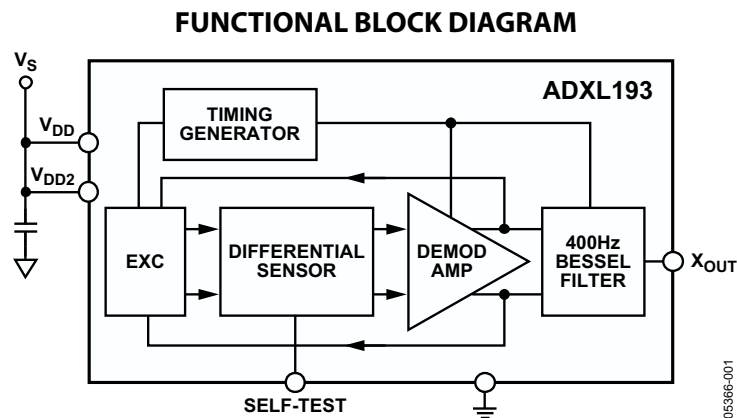 FUNCTIONAL BLOCK DIAGRAM
VS
ADXL193
TIMING
GENERATOR
VDD
VDD2
EXC
DIFFERENTIAL
SENSOR
DEMOD
AMP
400Hz
BESSEL
FILTER
XOUT
SELF-TEST
05366-001